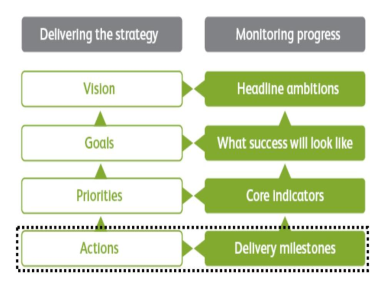 Delivering the strategy
Monitoring progress
Vision
Headline ambitions
Goals
What success will look like
Priorities
Core indicators
Actions
Delivery milestones